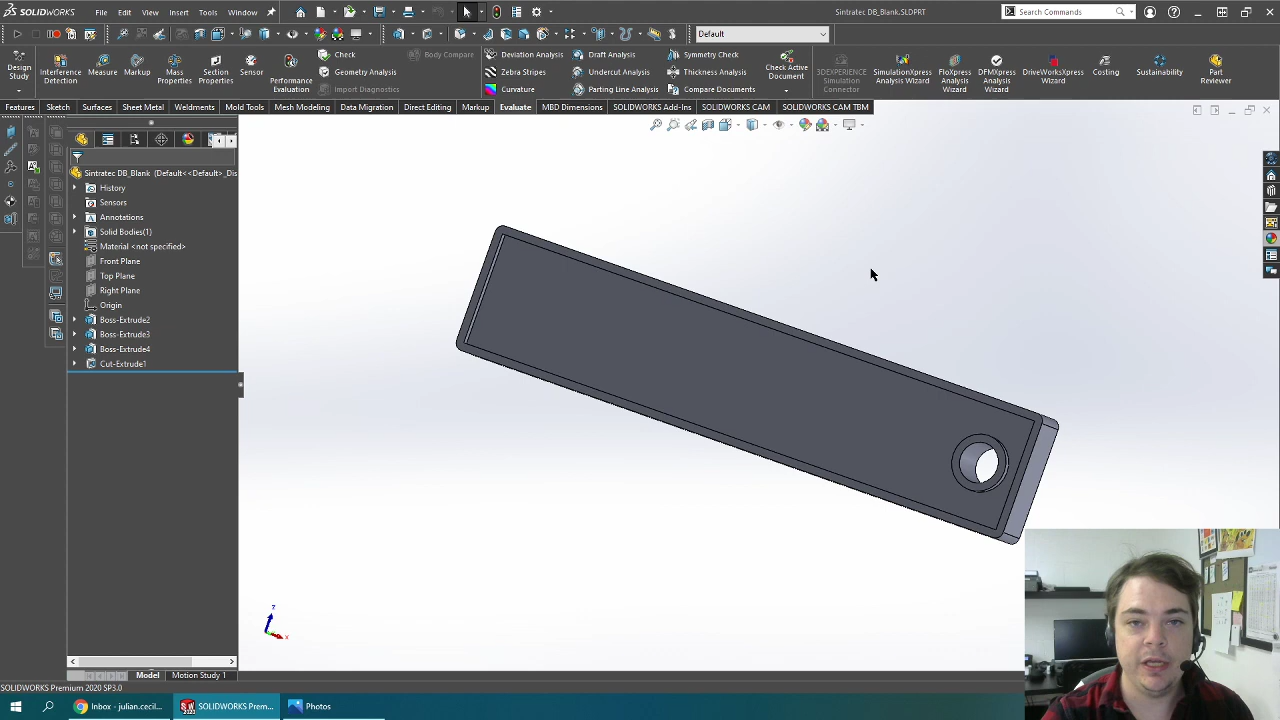 SOLIDWORKS
File
Edit
View
Insert
Tools
Window
Sintratec DB_Blank.SLDPRT
Search Commands
Default
Design
Study
Interference
Detection
Measure
Markup
Mass
Properties
Section
Properties
Sensor
Performance
Evaluation
Check
Geometry Analysis
Import Diagnostics
Body Compare
Deviation Analysis
Zebra Stripes
Curvature
Draft Analysis
Undercut Analysis
Parting Line Analysis
Symmetry Check
Thickness Analysis
Compare Documents
Check Active
Document
3DEXPERIENCE
Simulation
Connector
SimulationXpress
Analysis Wizard
FloXpress
Analysis
Wizard
DFMXpress
Analysis
Wizard
DriveWorksXpress
Wizard
Costing
Sustainability
Part
Reviewer
Features
Sketch
Surfaces
Sheet Metal
Weldments
Mold Tools
Mesh Modeling
Data Migration
Direct Editing
Markup
Evaluate
MBD Dimensions
SOLIDWORKS Add-Ins
SOLIDWORKS CAM
SOLIDWORKS CAM TBM
Sintratec DB_Blank (Default<<Default>_Dis
History
Sensors
Annotations
Solid Bodies(1)
Material <not specified>
Front Plane
Top Plane
Right Plane
Origin
Boss-Extrude2
Boss-Extrude3
Boss-Extrude4
Cut-Extrude1
Z
X
Model
Motion Study 1
SOLIDWORKS Premium 2020 SP3.0
Inbox - julian.cecil...
SOLIDWORKS Prem...
Photos